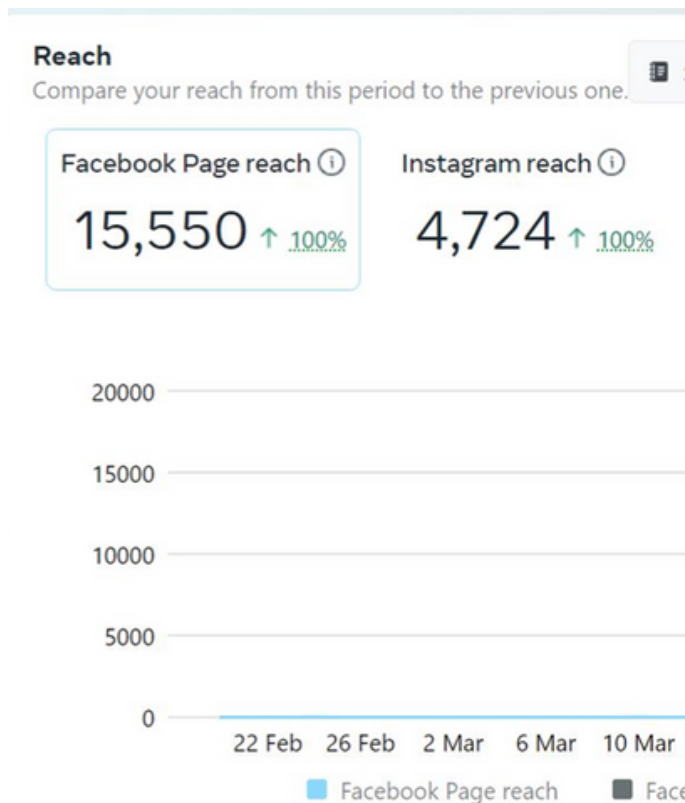 Reach
Compare your reach from this period to the previous one.
Facebook Page reach
Instagram reach
15,550 ↑ 100%
4,724 ↑ 100%
20000
15000
10000
5000
0
22 Feb 26 Feb 2 Mar 6 Mar 10 Mar
Facebook Page reach